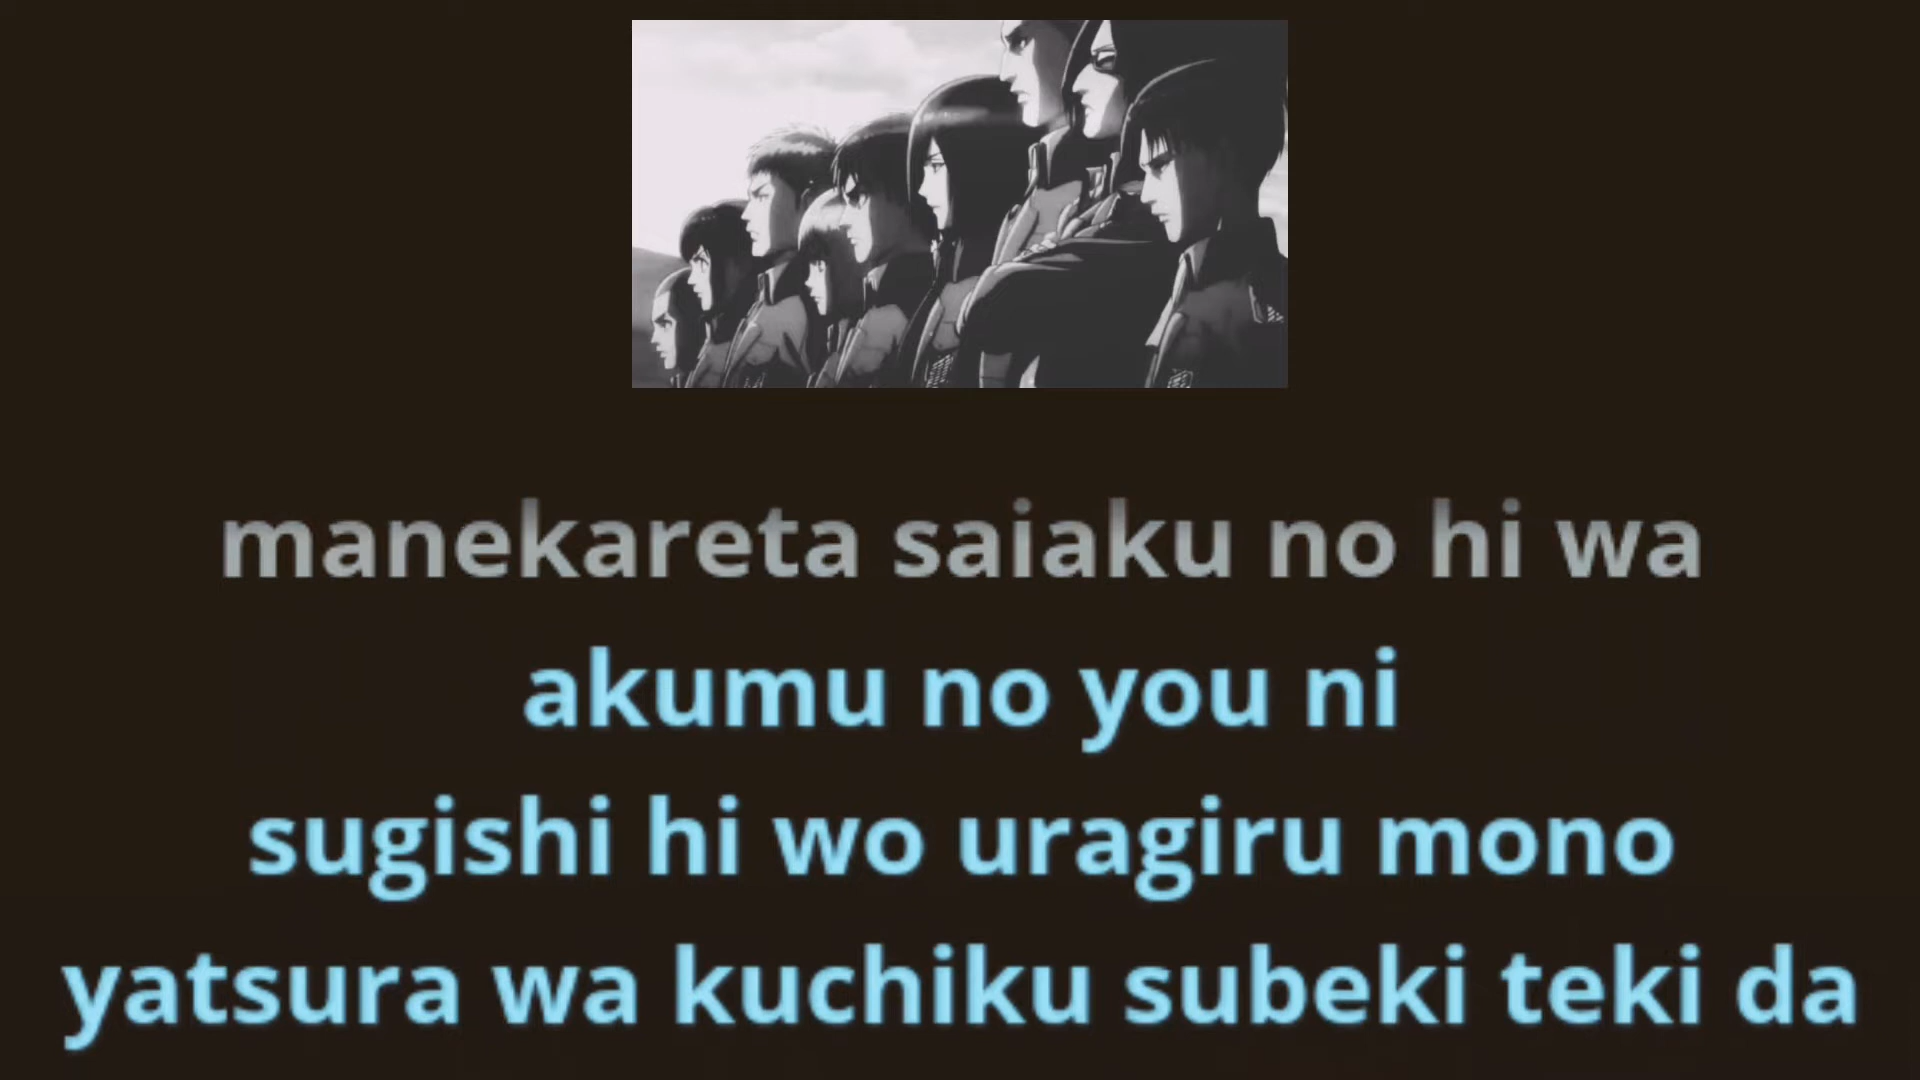 manekareta saiaku no hi wa
akumu no you ni
sugishi hi wo uragiru mono
yatsura wa kuchiku subeki teki da